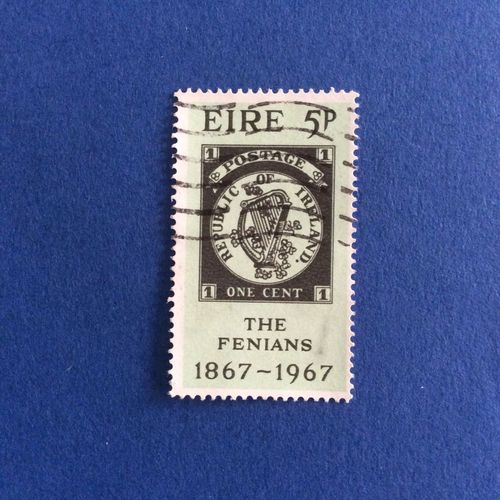 EIRE 5P
1 POSTAGE 1
REPUBLIC OF IRELAND.
1 ONE CENT 1
THE
FENIANS
1867~1967